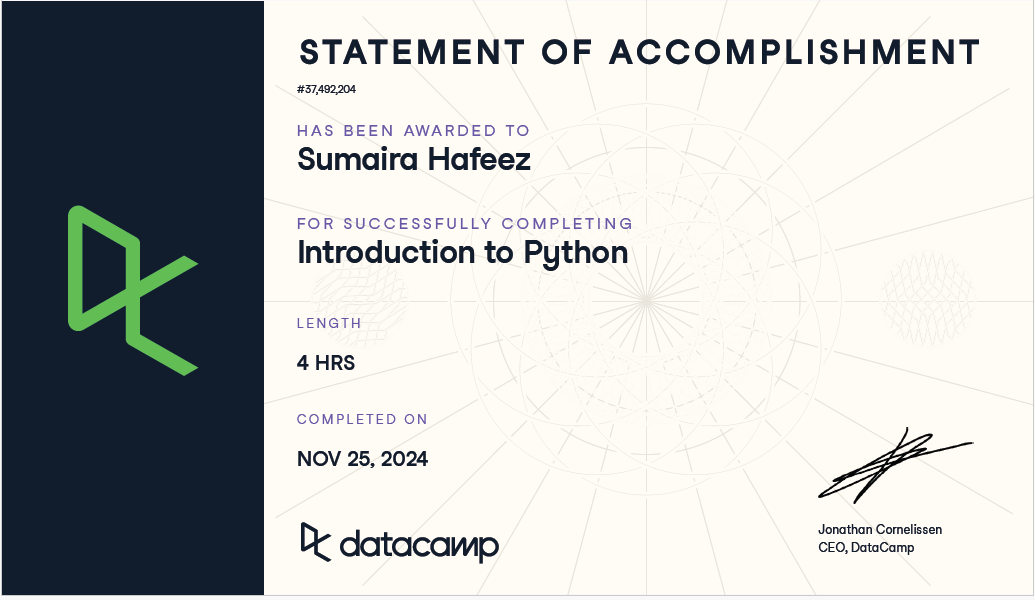 STATEMENT OF ACCOMPLISHMENT
#37,492,204
HAS BEEN AWARDED TO
Sumaira Hafeez
FOR SUCCESSFULLY COMPLETING
Introduction to Python
LENGTH
4 HRS
COMPLETED ON
NOV 25, 2024
datacamp
Jonathan Cornelissen
CEO, DataCamp